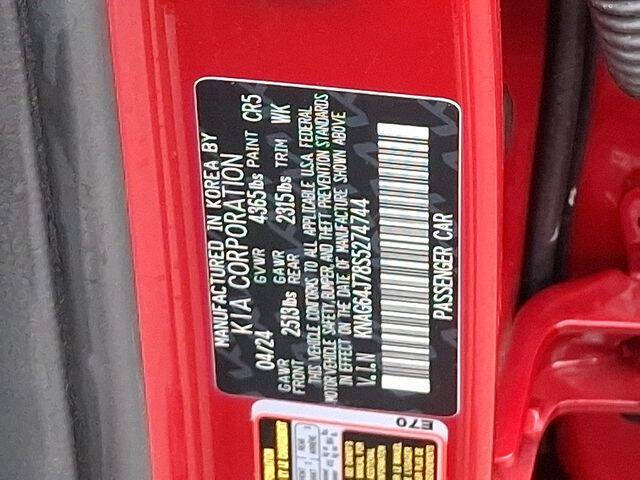 MANUFACTURED IN KOREA BY
KIA CORPORATION
04/24 GVWR 4365lbs PAINT CR5
GAWR FRONT 2513lbs GAWR REAR 2315lbs TRIM WK
THIS VEHICLE CONFORMS TO ALL APPLICABLE U.S.A. FEDERAL
MOTOR VEHICLE SAFETY, BUMPER, AND THEFT PREVENTION STANDARDS
IN EFFECT ON THE DATE OF MANUFACTURE SHOWN ABOVE
V.I.N KNAG64J78S5274744
PASSENGER CAR
E70